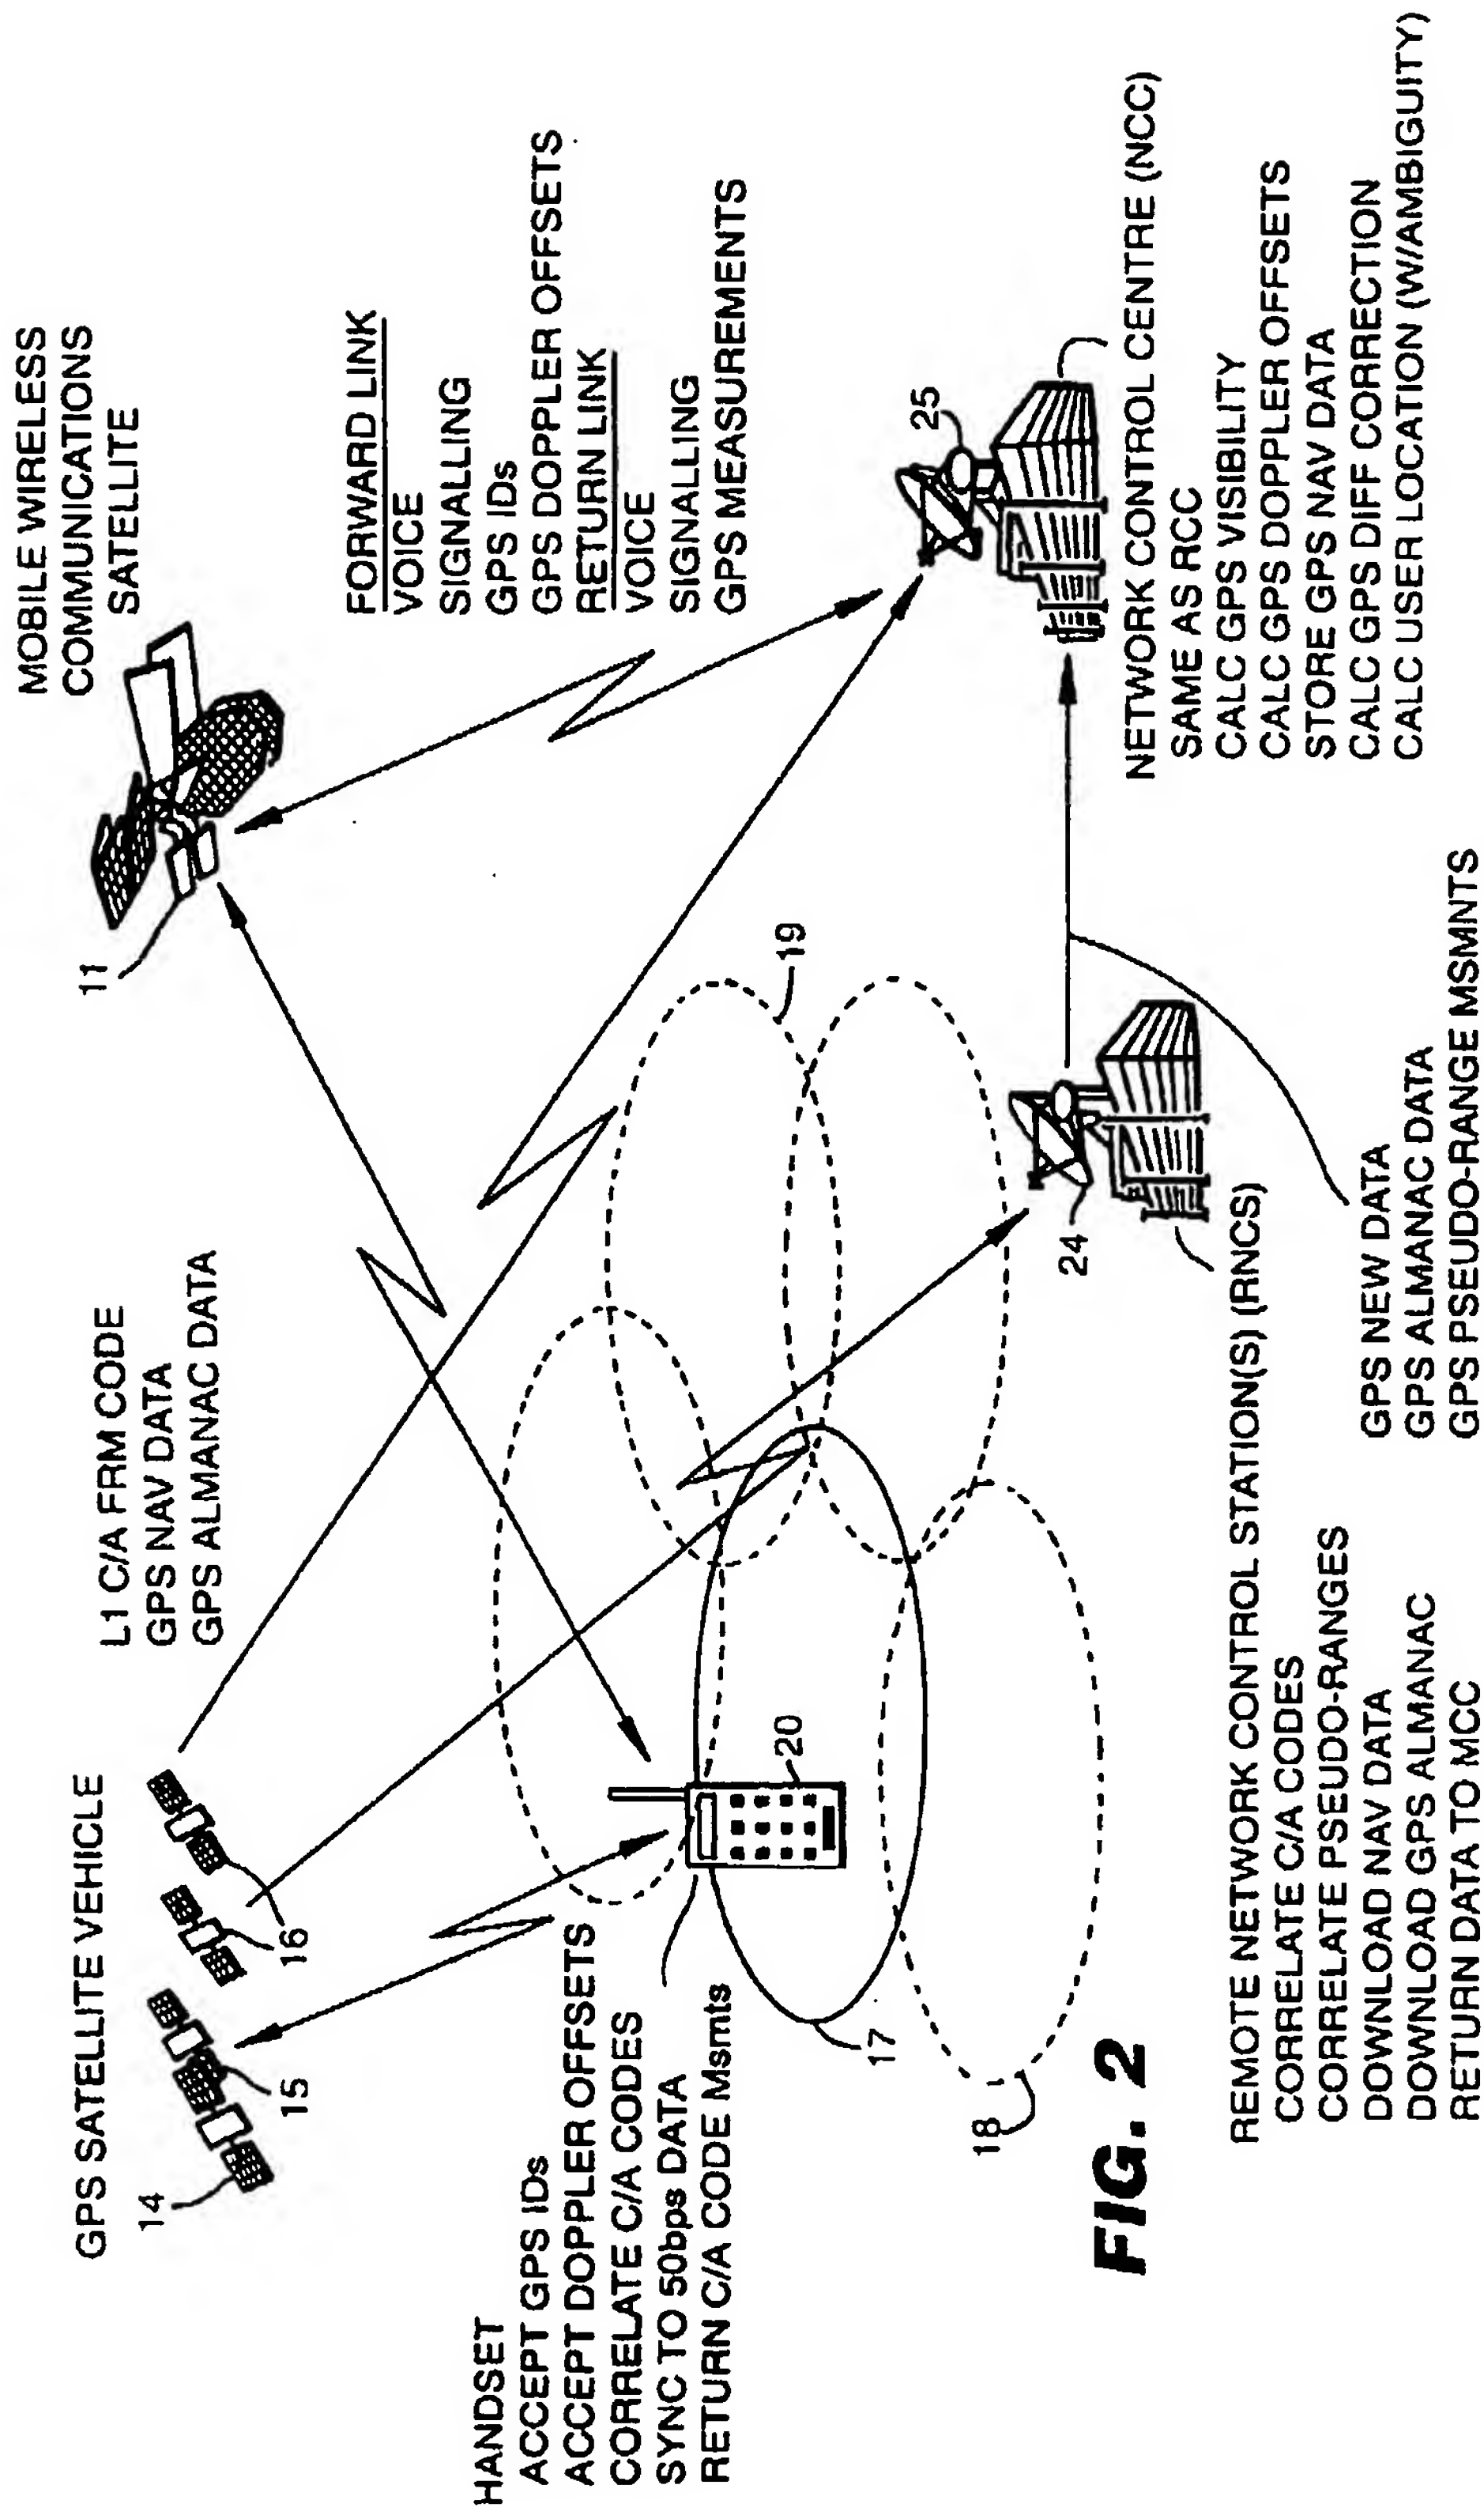 MOBILE WIRELESS
COMMUNICATIONS
SATELLITE
11
L1 C/A FRM CODE
GPS NAV DATA
GPS ALMANAC DATA
GPS SATELLITE VEHICLE
14
15
16
FORWARD LINK
VOICE
SIGNALLING
GPS IDs
GPS DOPPLER OFFSETS
RETURN LINK
VOICE
SIGNALLING
GPS MEASUREMENTS
HANDSET
ACCEPT GPS IDs
ACCEPT DOPPLER OFFSETS
CORRELATE C/A CODES
SYNC TO 50bps DATA
RETURN C/A CODE Msmts
20
19
17
18
25
24
NETWORK CONTROL CENTRE (NCC)
SAME AS RCC
CALC GPS VISIBILITY
CALC GPS DOPPLER OFFSETS
STORE GPS NAV DATA
CALC GPS DIFF CORRECTION
CALC USER LOCATION (W/AMBIGUITY)
REMOTE NETWORK CONTROL STATION(S) (RNCS)
CORRELATE C/A CODES
CORRELATE PSEUDO-RANGES
DOWNLOAD NAV DATA
DOWNLOAD GPS ALMANAC
RETURN DATA TO MCC
GPS NEW DATA
GPS ALMANAC DATA
GPS PSEUDO-RANGE MSMNTS
FIG. 2